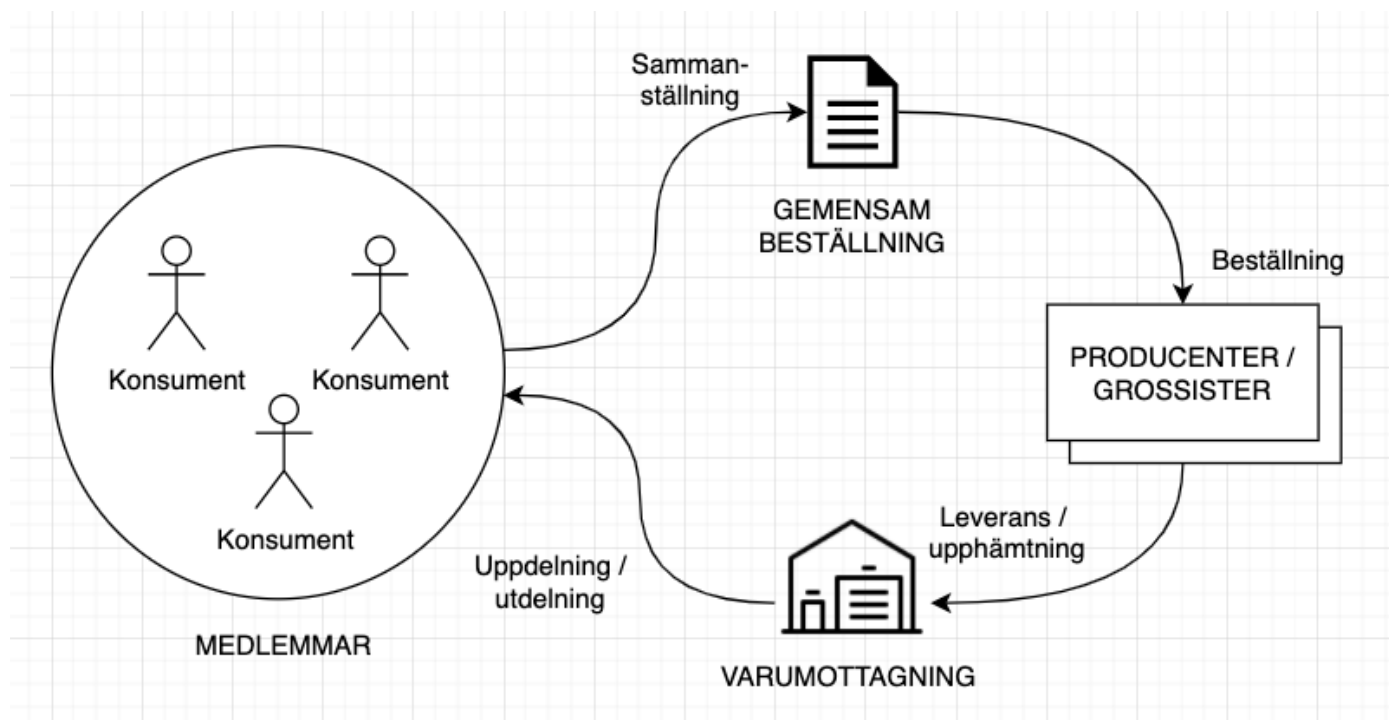 Samman-
ställning
GEMENSAM
BESTÄLLNING
Beställning
PRODUCENTER /
GROSSISTER
Konsument
Konsument
Konsument
MEDLEMMAR
Leverans /
upphämtning
Uppdelning /
utdelning
VARUMOTTAGNING